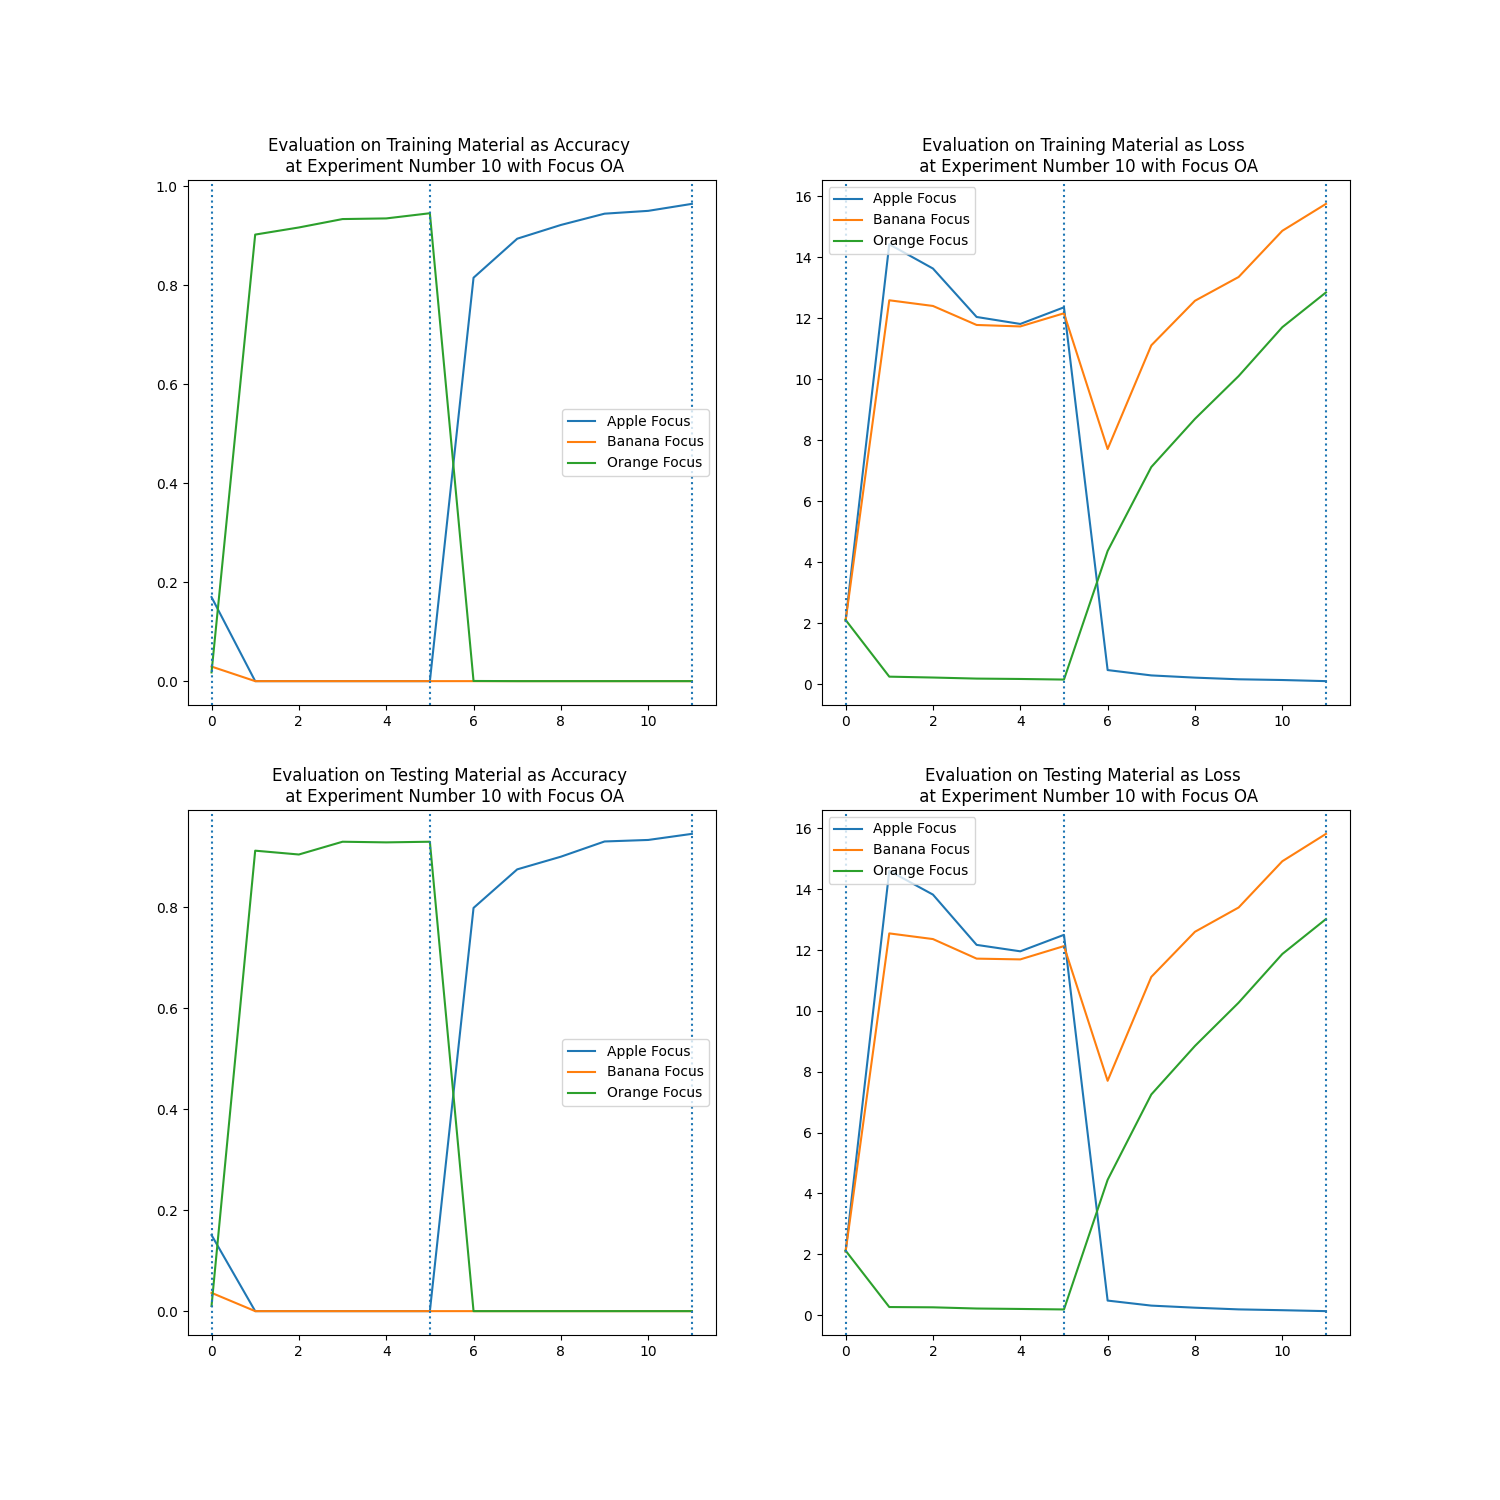 Evaluation on Training Material as Accuracy
at Experiment Number 10 with Focus OA
1.0
0.8
0.6
0.4
0.2
0.0
Apple Focus
Banana Focus
Orange Focus
0 2 4 6 8 10
Evaluation on Training Material as Loss
at Experiment Number 10 with Focus OA
Apple Focus
Banana Focus
Orange Focus
16
14
12
10
8
6
4
2
0
0 2 4 6 8 10
Evaluation on Testing Material as Accuracy
at Experiment Number 10 with Focus OA
0.8
0.6
0.4
0.2
0.0
Apple Focus
Banana Focus
Orange Focus
0 2 4 6 8 10
Evaluation on Testing Material as Loss
at Experiment Number 10 with Focus OA
Apple Focus
Banana Focus
Orange Focus
16
14
12
10
8
6
4
2
0
0 2 4 6 8 10